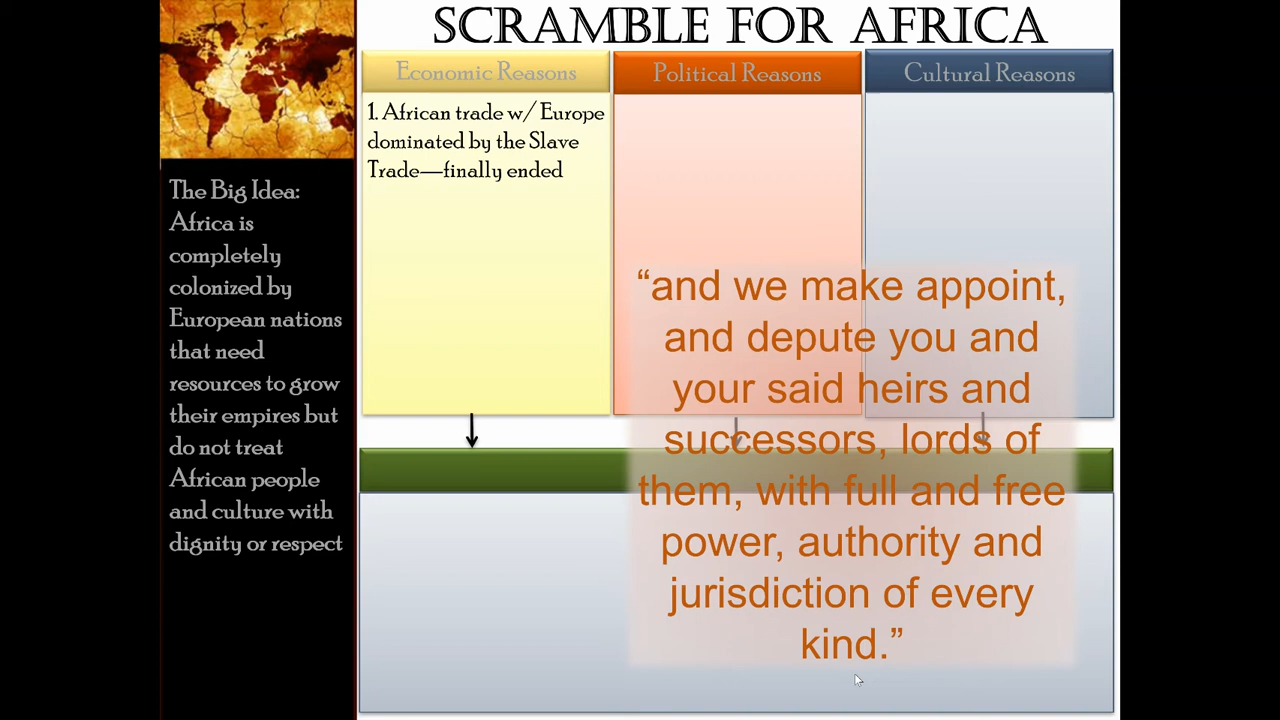 SCRAMBLE FOR AFRICA
The Big Idea:
Africa is
completely
colonized by
European nations
that need
resources to grow
their empires but
do not treat
African people
and culture with
dignity or respect
Economic Reasons
1. African trade w/ Europe
dominated by the Slave
Trade—finally ended
Political Reasons
Cultural Reasons
“and we make appoint,
and depute you and
your said heirs and
successors, lords of
them, with full and free
power, authority and
jurisdiction of every
kind.”